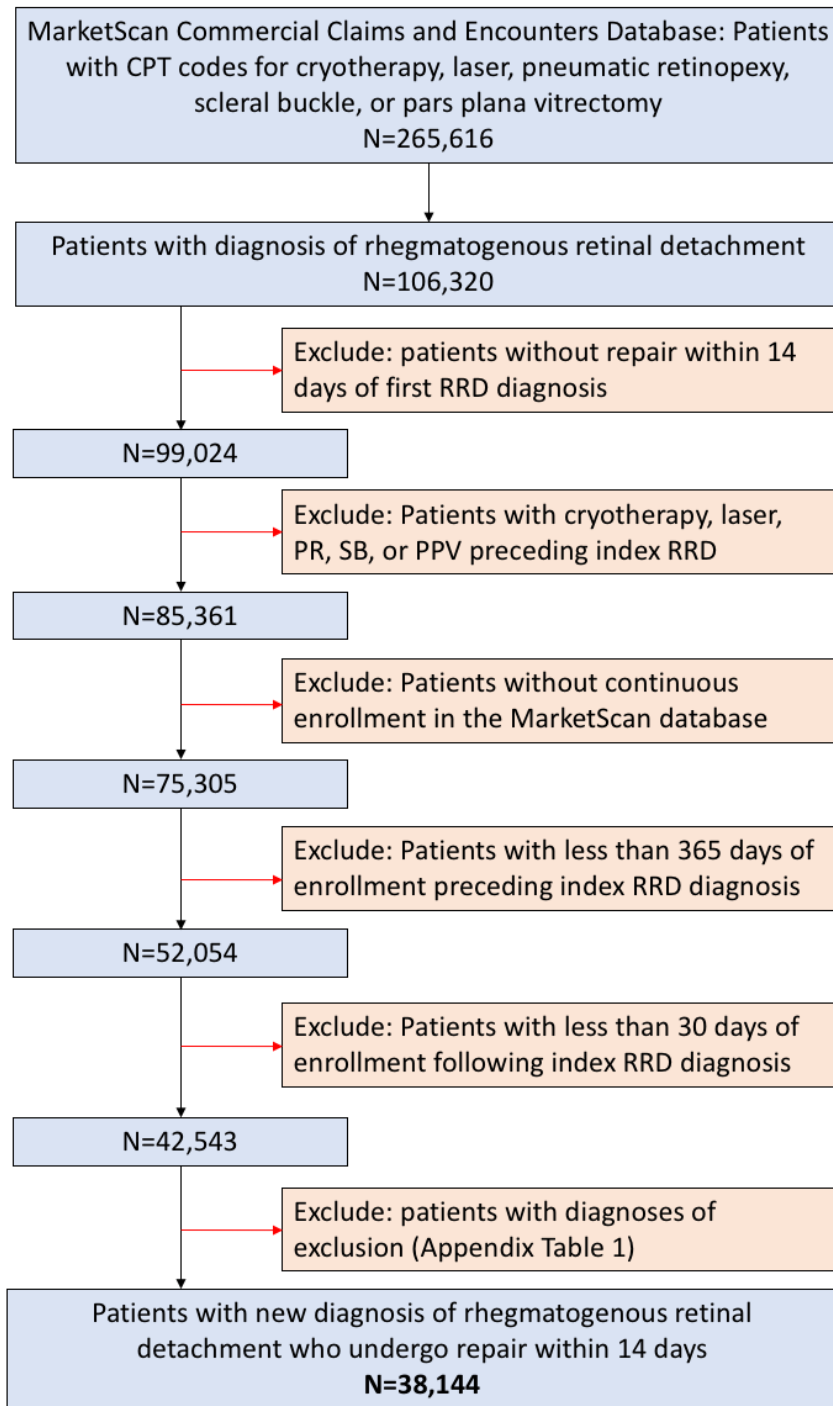 MarketScan Commercial Claims and Encounters Database: Patients
with CPT codes for cryotherapy, laser, pneumatic retinopexy,
scleral buckle, or pars plana vitrectomy
N=265,616
Patients with diagnosis of rhegmatogenous retinal detachment
N=106,320
Exclude: patients without repair within 14
days of first RRD diagnosis
N=99,024
Exclude: Patients with cryotherapy, laser,
PR, SB, or PPV preceding index RRD
N=85,361
Exclude: Patients without continuous
enrollment in the MarketScan database
N=75,305
Exclude: Patients with less than 365 days of
enrollment preceding index RRD diagnosis
N=52,054
Exclude: Patients with less than 30 days of
enrollment following index RRD diagnosis
N=42,543
Exclude: patients with diagnoses of
exclusion (Appendix Table 1)
Patients with new diagnosis of rhegmatogenous retinal
detachment who undergo repair within 14 days
N=38,144